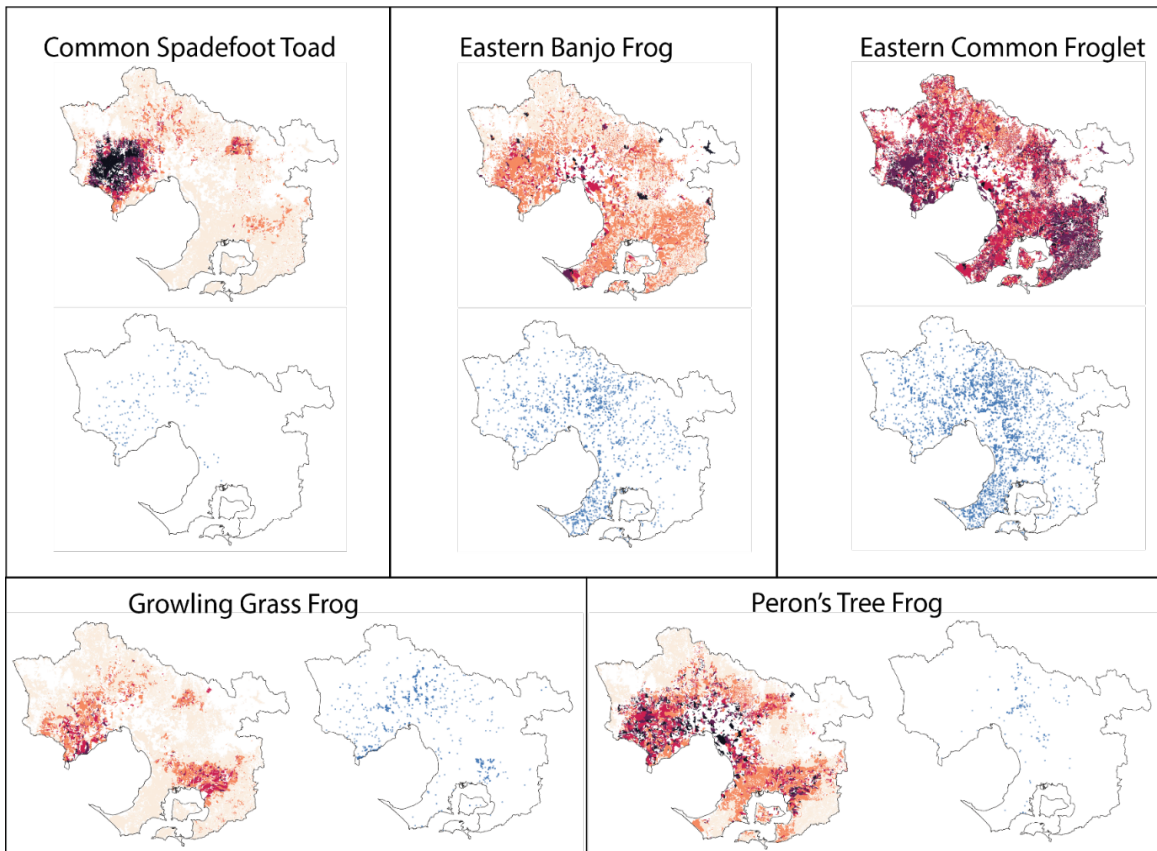 Common Spadefoot Toad
Eastern Banjo Frog
Eastern Common Froglet
Growling Grass Frog
Peron's Tree Frog